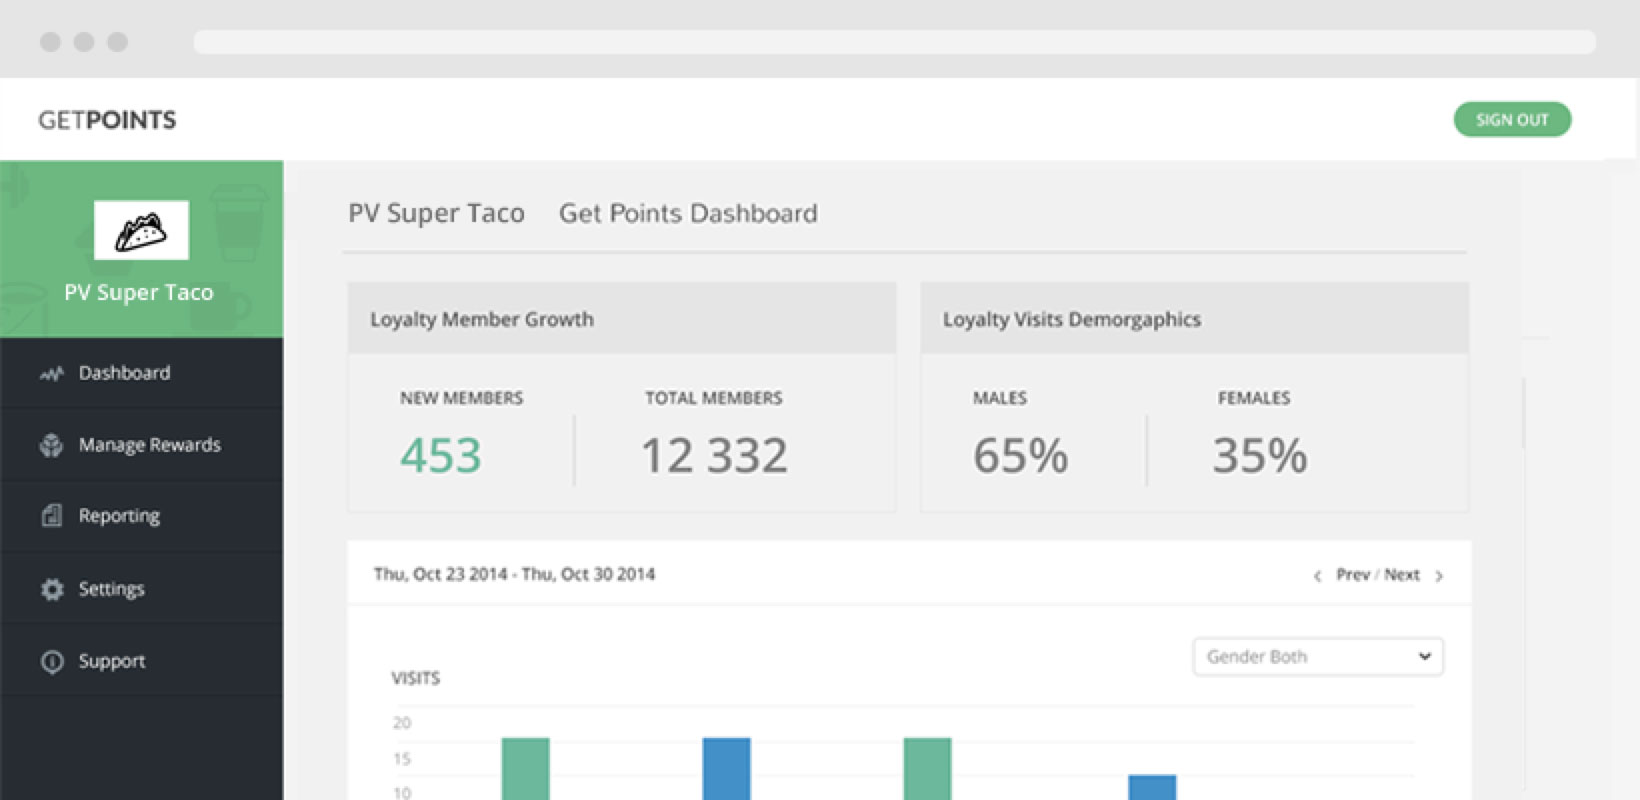 GETPOINTS
SIGN OUT
PV Super Taco
Dashboard
Manage Rewards
Reporting
Settings
Support
PV Super Taco Get Points Dashboard
Loyalty Member Growth
NEW MEMBERS TOTAL MEMBERS
453 12 332
Loyalty Visits Demorgaphics
MALES FEMALES
65% 35%
Thu, Oct 23 2014 - Thu, Oct 30 2014
Prev / Next
Gender Both
VISITS
20
15
10